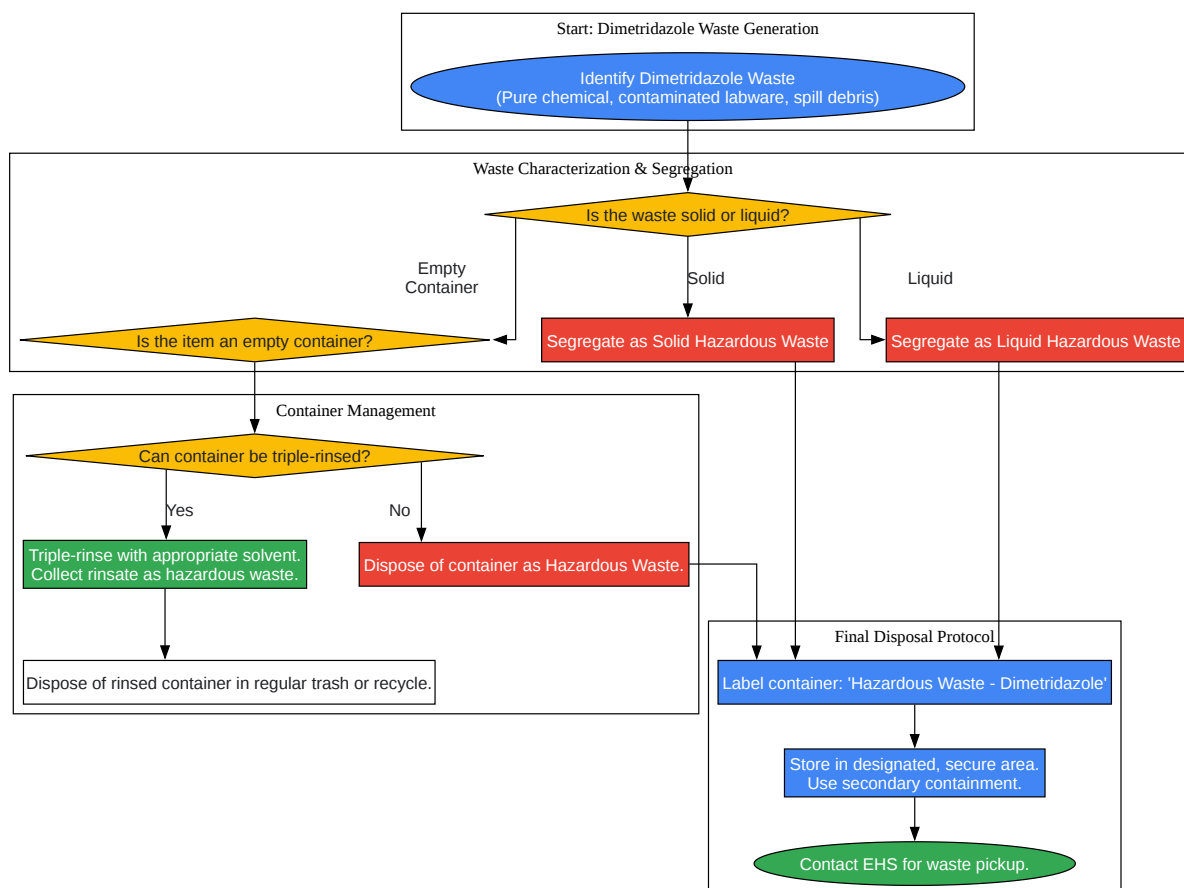 Start: Dimetridazole Waste Generation
Identify Dimetridazole Waste
(Pure chemical, contaminated labware, spill debris)
Waste Characterization & Segregation
Is the waste solid or liquid?
Empty
Container
Solid
Liquid
Is the item an empty container?
Segregate as Solid Hazardous Waste
Segregate as Liquid Hazardous Waste
Container Management
Can container be triple-rinsed?
Yes
No
Triple-rinse with appropriate solvent.
Collect rinsate as hazardous waste.
Dispose of container as Hazardous Waste.
Dispose of rinsed container in regular trash or recycle.
Final Disposal Protocol
Label container: 'Hazardous Waste - Dimetridazole'
Store in designated, secure area.
Use secondary containment.
Contact EHS for waste pickup.